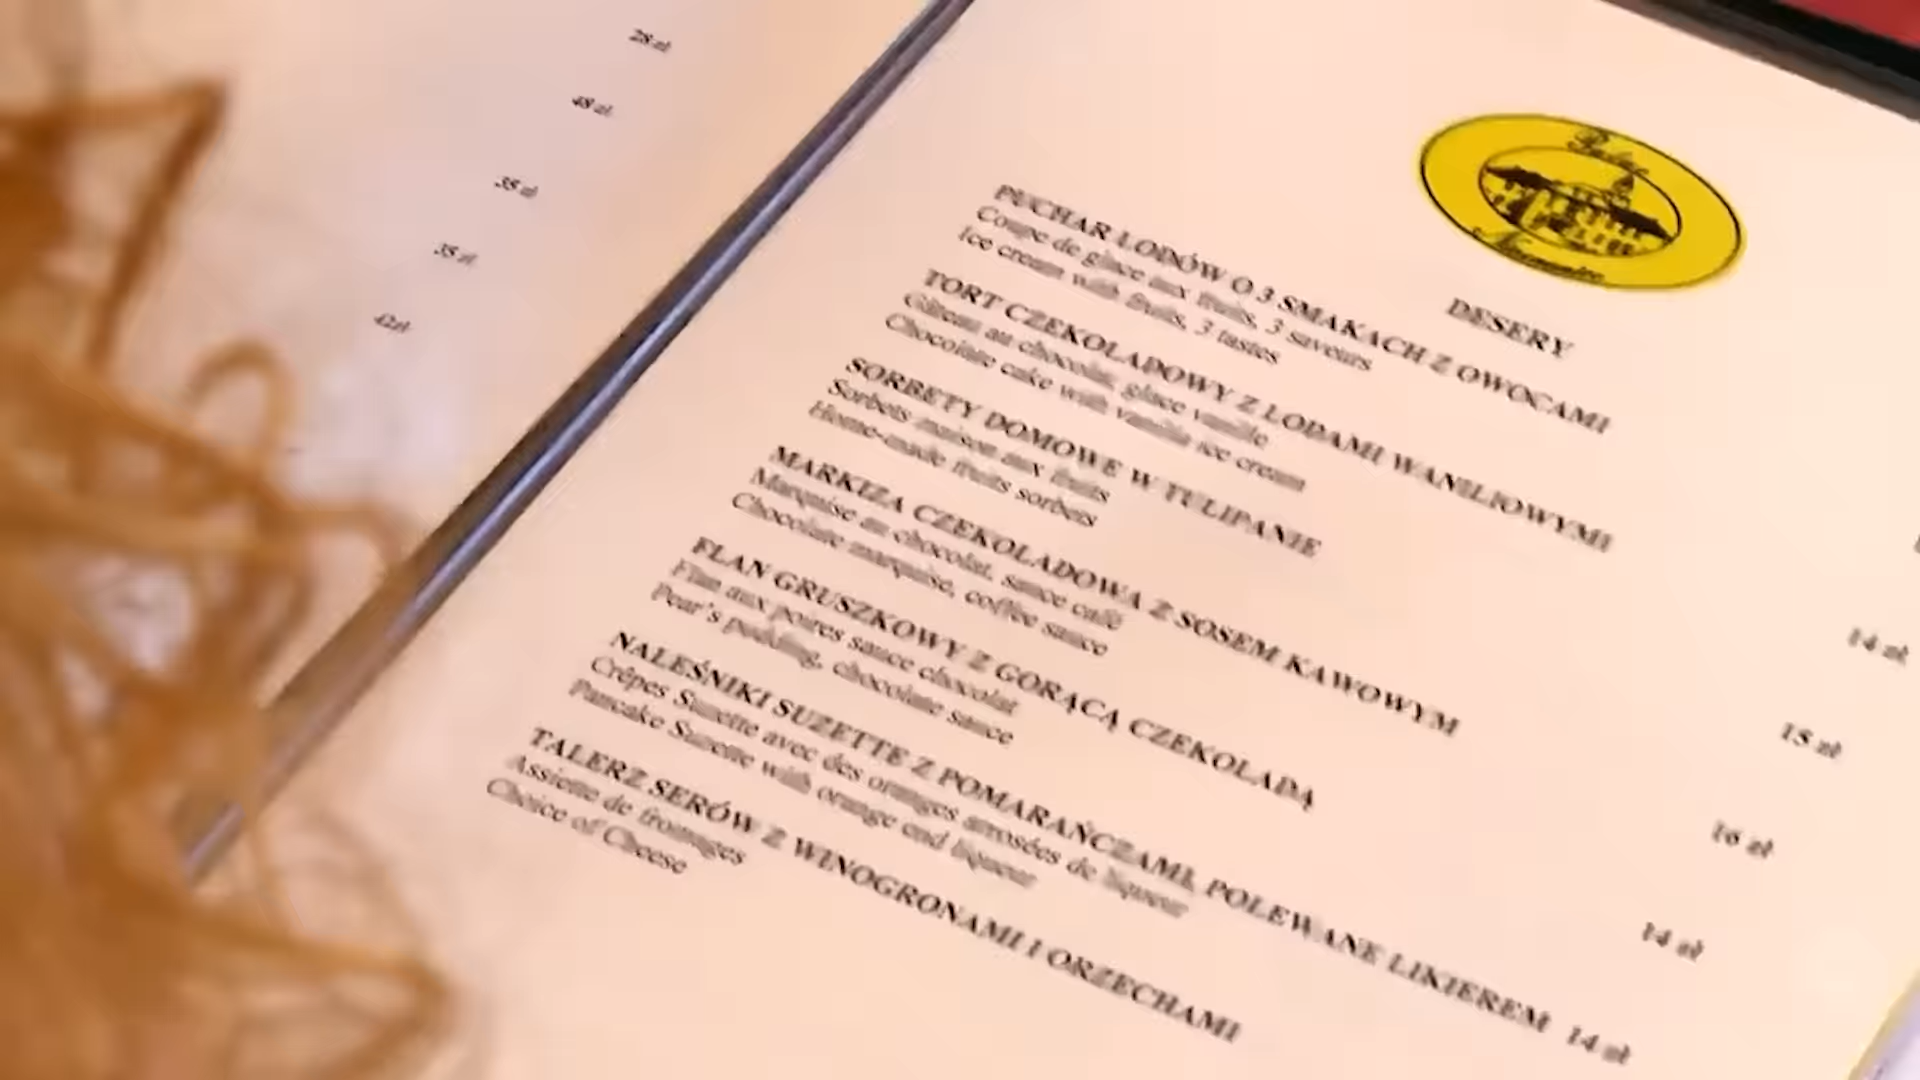 28 zł
48 zł
35 zł
35 zł
42zł
DESERY
PUCHAR LODÓW O 3 SMAKACH Z OWOCAMI
Coupe de glace aux fruits, 3 saveurs
Ice cream with fruits, 3 tastes
TORT CZEKOLADOWY Z LODAMI WANILIOWYMI
Gâteau au chocolat, glace vanille
Chocolate cake with vanilla ice cream
SORBETY DOMOWE W TULIPANIE
Sorbets maison aux fruits
Home-made fruits sorbets
14 zł
MARKIZA CZEKOLADOWA Z SOSEM KAWOWYM
Marquise au chocolat, sauce café
Chocolate marquise, coffee sauce
15 zł
FLAN GRUSZKOWY Z GORĄCĄ CZEKOLADĄ
Flan aux poires sauce chocolat
Pear's pudding, chocolate sauce
16 zł
NALEŚNIKI SUZETTE Z POMARAŃCZAMI, POLEWANE LIKIEREM 14 zł
Crêpes Suzette avec des oranges arrosées de liqueur
Pancake Suzette with orange end liqueur
14 zł
TALERZ SERÓW Z WINOGRONAMI I ORZECHAMI
Assiette de fromages
Choice of Cheese